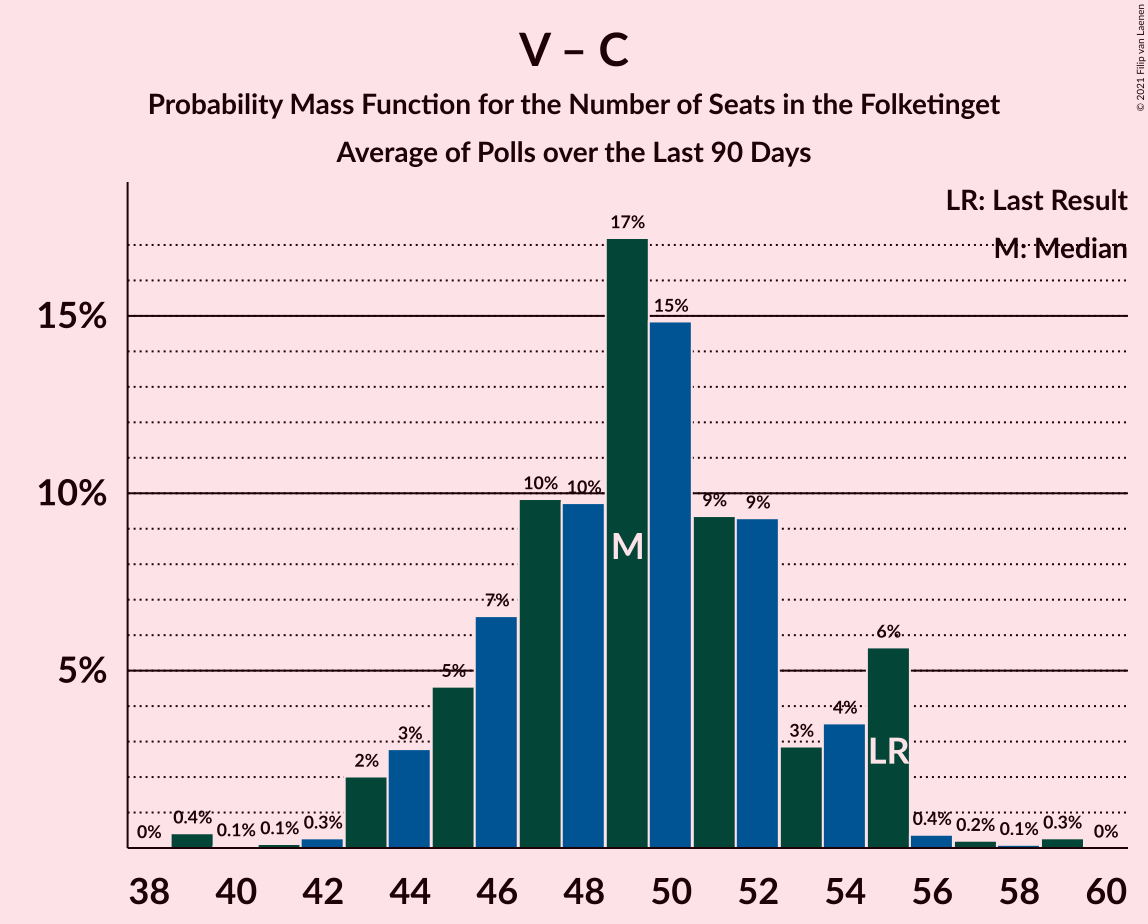 V – C
Probability Mass Function for the Number of Seats in the Folketinget
Average of Polls over the Last 90 Days
© 2021 Filip van Laenen
LR: Last Result
M: Median
15%
10%
5%
0%
0.4%
0.1%
0.1%
0.3%
2%
3%
5%
7%
10%
10%
17%
15%
9%
9%
3%
4%
6%
0.4%
0.2%
0.1%
0.3%
0%
M
LR
38 40 42 44 46 48 50 52 54 56 58 60